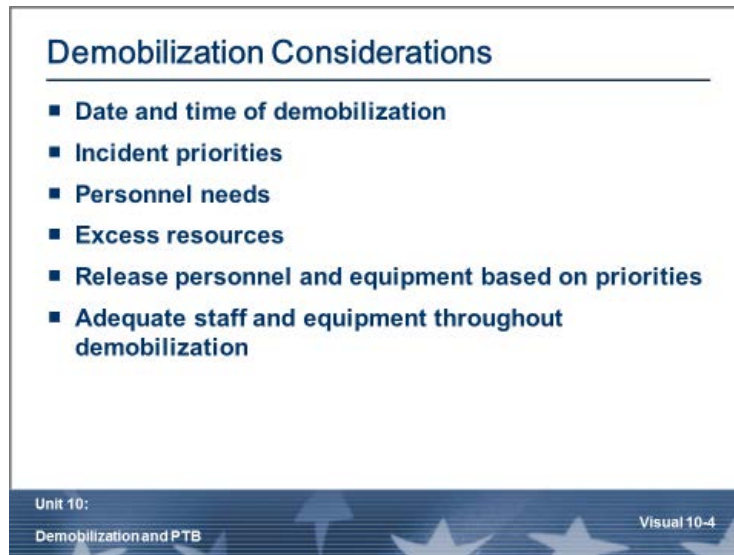 Demobilization Considerations
Date and time of demobilization
Incident priorities
Personnel needs
Excess resources
Release personnel and equipment based on priorities
Adequate staff and equipment throughout
demobilization
Unit 10:
Demobilization and PTB
Visual 10-4